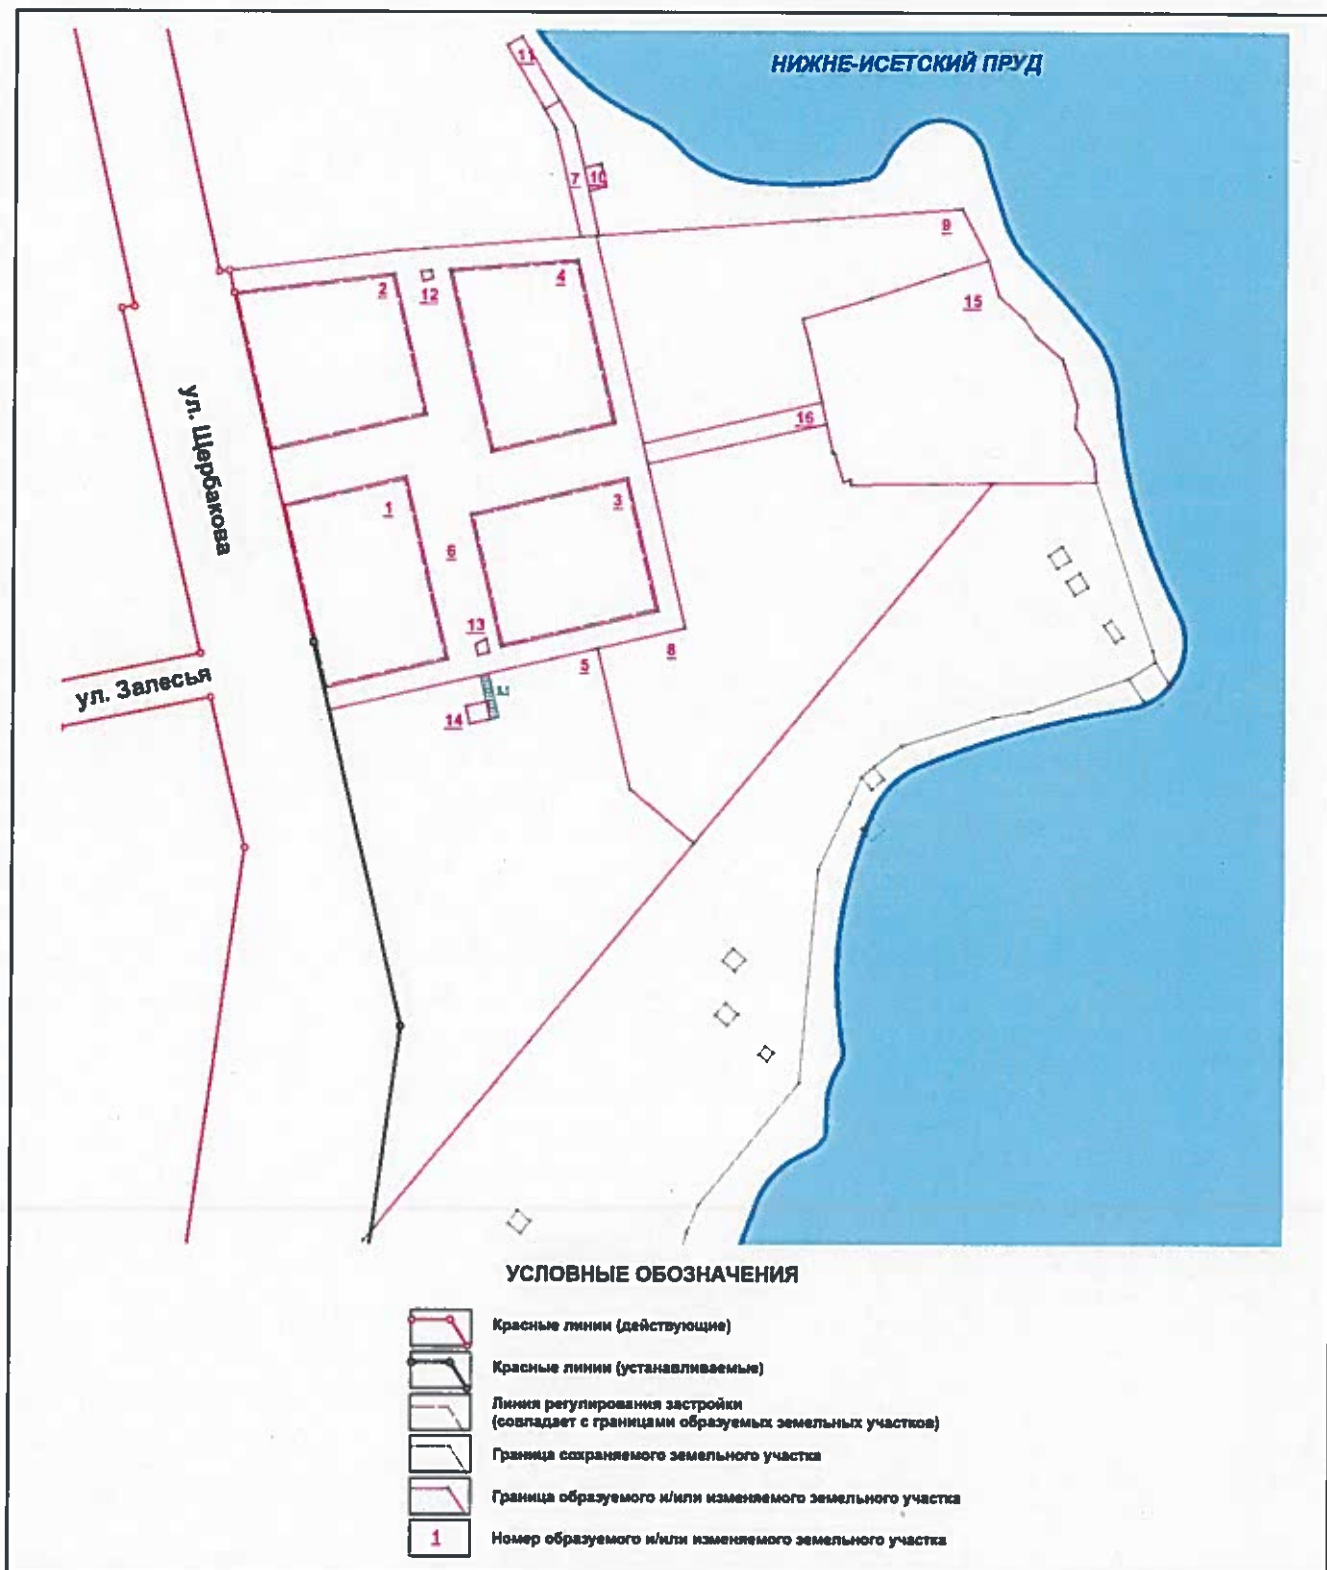 НИЖНЕ-ИСЕТСКИЙ ПРУД
11
7
10
9
2
12
4
15
16
ул. Щербакова
1
3
6
13
5
8
14
ул. Залесья
УСЛОВНЫЕ ОБОЗНАЧЕНИЯ
Красные линии (действующие)
Красные линии (устанавливаемые)
Линия регулирования застройки
(совпадает с границами образуемых земельных участков)
Граница сохраняемого земельного участка
Граница образуемого и/или изменяемого земельного участка
1
Номер образуемого и/или изменяемого земельного участка